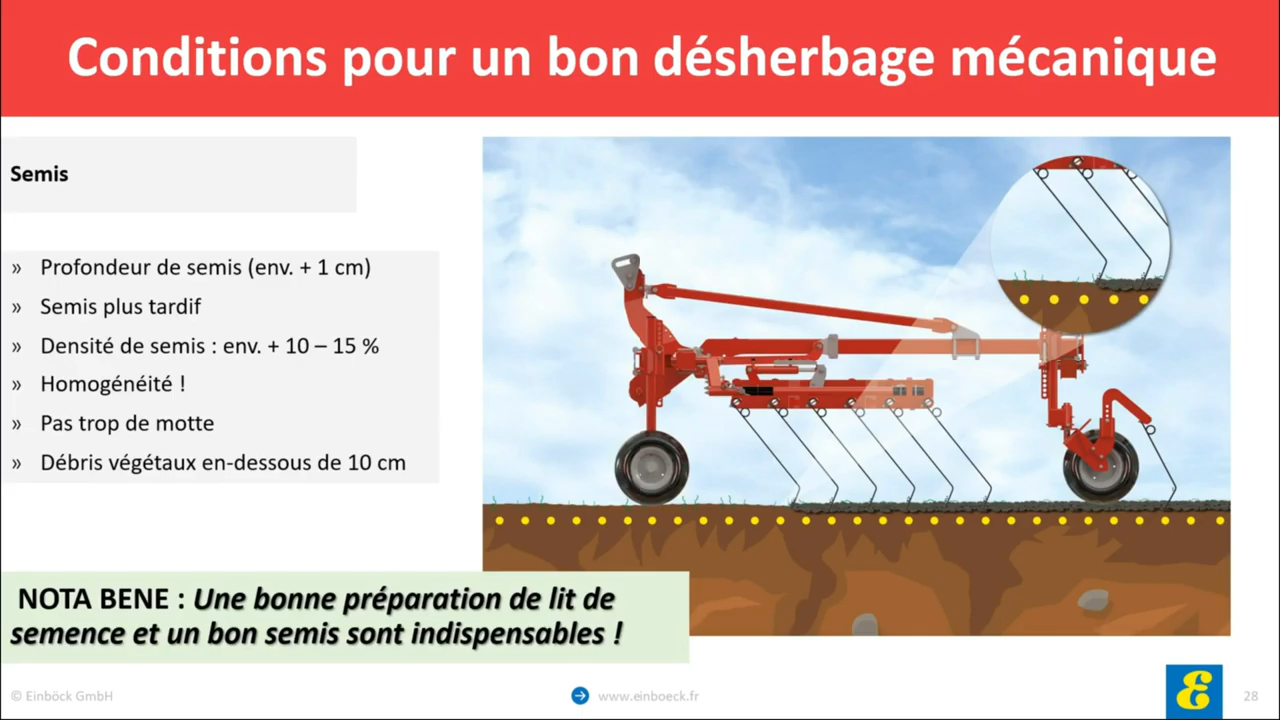 Conditions pour un bon désherbage mécanique
Semis
» Profondeur de semis (env. + 1 cm)
» Semis plus tardif
» Densité de semis : env. + 10 – 15 %
» Homogénéité !
» Pas trop de motte
» Débris végétaux en-dessous de 10 cm
NOTA BENE : Une bonne préparation de lit de
semence et un bon semis sont indispensables !
© Einböck GmbH
www.einboeck.fr
E
28